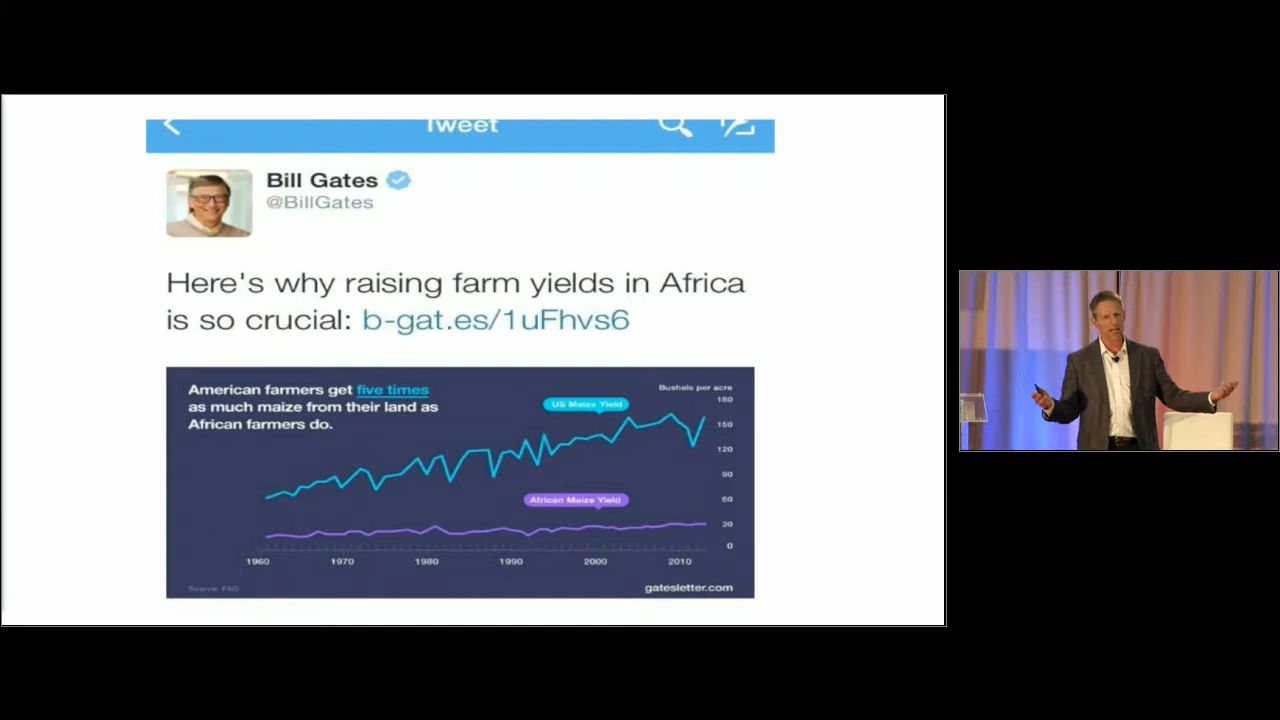 Tweet
Bill Gates
@BillGates
Here's why raising farm yields in Africa
is so crucial: b-gat.es/1uFhvs6
American farmers get five times
as much maize from their land as
African farmers do.
Bushels per acre
US Maize Yield
African Maize Yield
180
150
120
90
60
30
0
1960 1970 1980 1990 2000 2010
Source: FAO
gatesletter.com